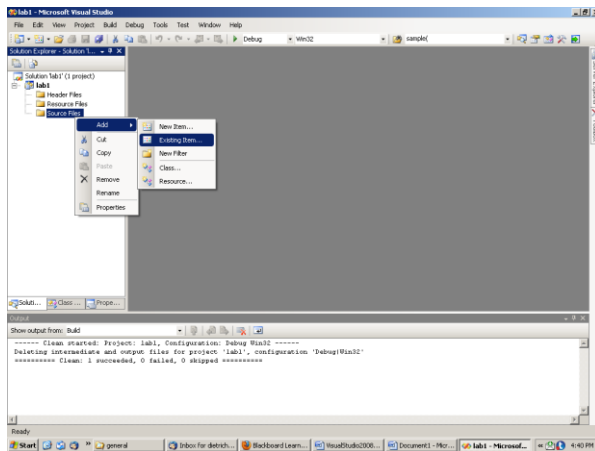 lab1 - Microsoft Visual Studio
File Edit View Project Build Debug Tools Test Window Help
Debug Win32 sample(
Solution Explorer - Solution 'l...
Solution 'lab1' (1 project)
lab1
Header Files
Resource Files
Source Files
Add
Cut
Copy
Paste
Remove
Rename
Properties
New Item...
Existing Item...
New Filter
Class...
Resource...
Soluti... Class ... Prope...
Output
Show output from: Build
------ Clean started: Project: lab1, Configuration: Debug Win32 ------
Deleting intermediate and output files for project 'lab1', configuration 'Debug|Win32'
========== Clean: 1 succeeded, 0 failed, 0 skipped ==========
Ready
Start general Inbox for dietrich... Blackboard Learn... VisualStudio2008... Document1 - Micr... lab1 - Microsof... 4:40 PM